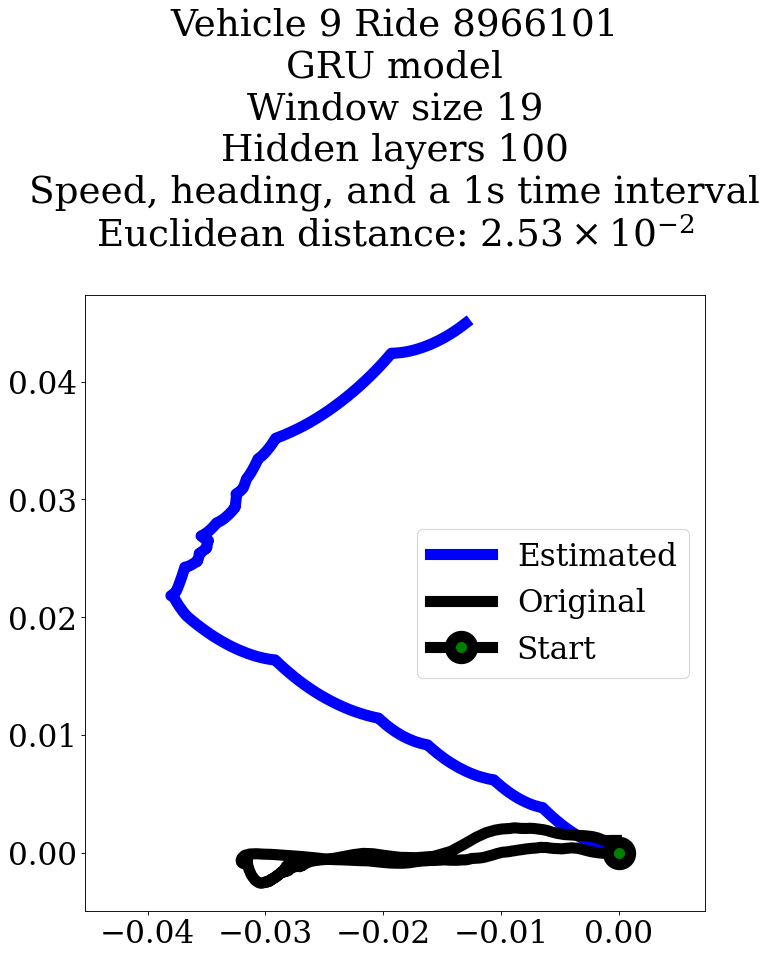 Vehicle 9 Ride 8966101
GRU model
Window size 19
Hidden layers 100
Speed, heading, and a 1s time interval
Euclidean distance: 2.53 × 10⁻²
0.04
0.03
0.02
0.01
0.00
Estimated
Original
Start
−0.04 −0.03 −0.02 −0.01 0.00